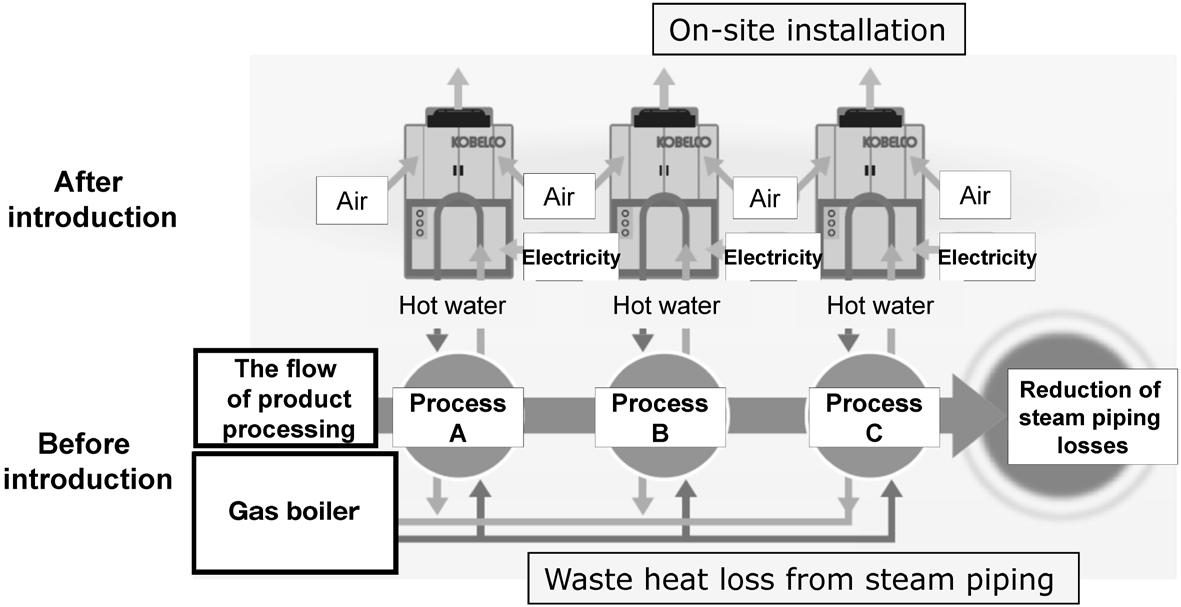 On-site installation
KOBELCO
KOBELCO
KOBELCO
After
introduction
Air
Air
Air
Air
Electricity
Electricity
Electricity
Hot water
Hot water
Hot water
The flow
of product
processing
Process
A
Process
B
Process
C
Reduction of
steam piping
losses
Before
introduction
Gas boiler
Waste heat loss from steam piping